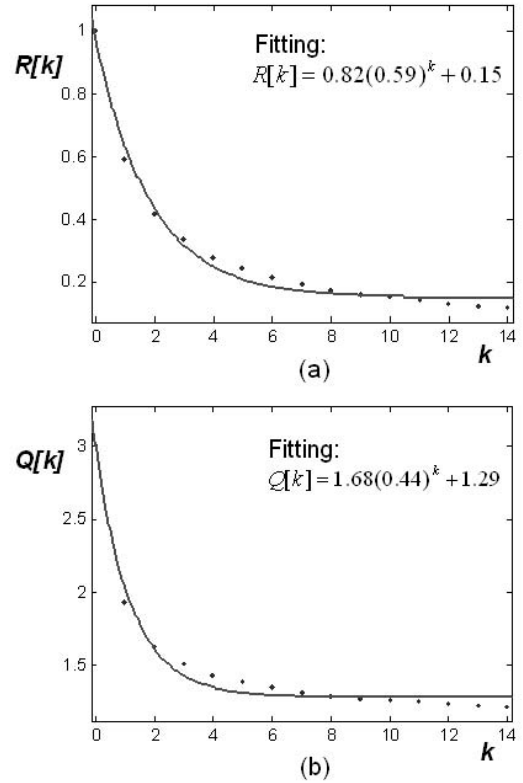 1
R[k]
Fitting:
R[k] = 0.82(0.59)^k + 0.15
0.8
0.6
0.4
0.2
0 2 4 6 8 10 12 14
k
(a)
3
Q[k]
Fitting:
Q[k] = 1.68(0.44)^k + 1.29
2.5
2
1.5
0 2 4 6 8 10 12 14
k
(b)